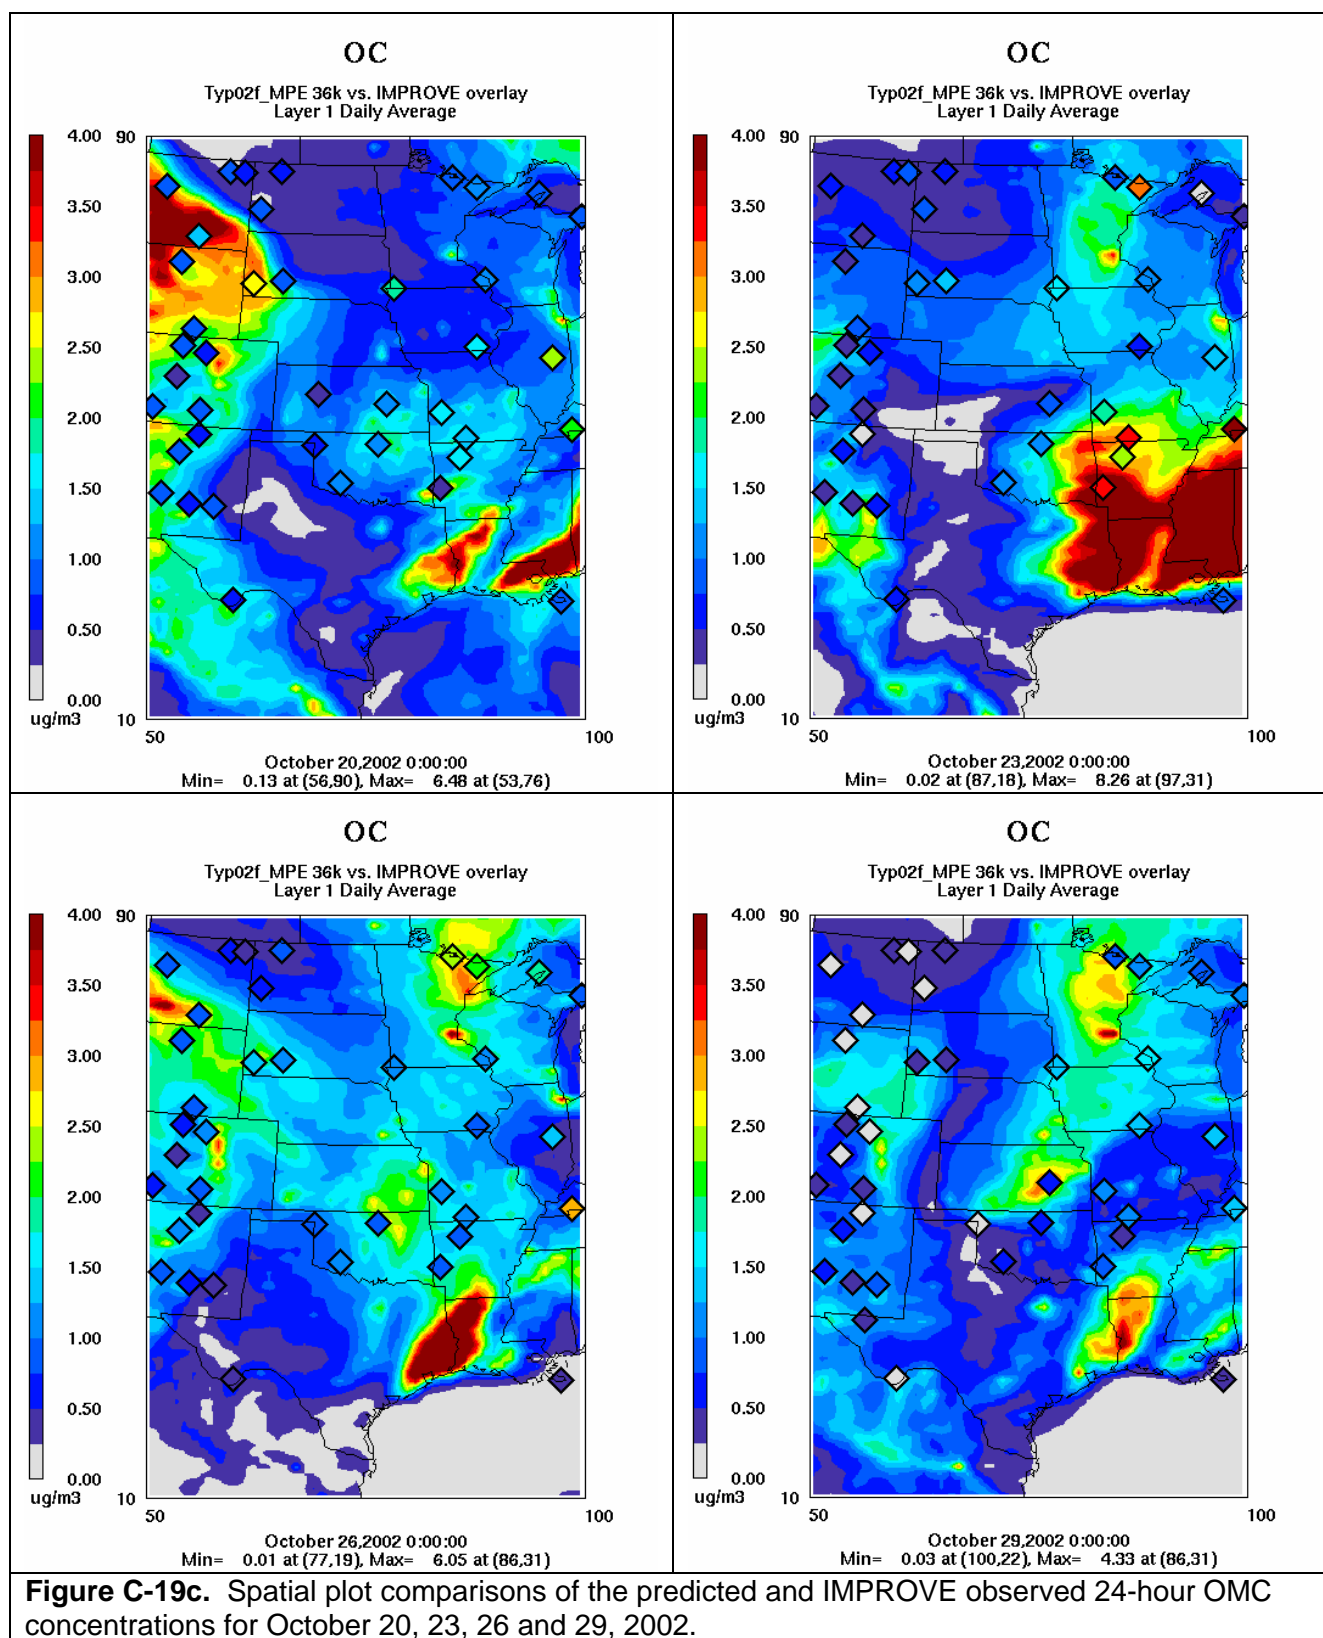 OC
Typ02f_MPE 36k vs. IMPROVE overlay
Layer 1 Daily Average
4.00
3.50
3.00
2.50
2.00
1.50
1.00
0.50
0.00
ug/m3
90
10
50
100
October 20,2002 0:00:00
Min= 0.13 at (56,90), Max= 6.48 at (53,76)
OC
Typ02f_MPE 36k vs. IMPROVE overlay
Layer 1 Daily Average
4.00
3.50
3.00
2.50
2.00
1.50
1.00
0.50
0.00
ug/m3
90
10
50
100
October 23,2002 0:00:00
Min= 0.02 at (87,18), Max= 8.26 at (97,31)
OC
Typ02f_MPE 36k vs. IMPROVE overlay
Layer 1 Daily Average
4.00
3.50
3.00
2.50
2.00
1.50
1.00
0.50
0.00
ug/m3
90
10
50
100
October 26,2002 0:00:00
Min= 0.01 at (77,19), Max= 6.05 at (86,31)
OC
Typ02f_MPE 36k vs. IMPROVE overlay
Layer 1 Daily Average
4.00
3.50
3.00
2.50
2.00
1.50
1.00
0.50
0.00
ug/m3
90
10
50
100
October 29,2002 0:00:00
Min= 0.03 at (100,22), Max= 4.33 at (86,31)
Figure C-19c. Spatial plot comparisons of the predicted and IMPROVE observed 24-hour OMC
concentrations for October 20, 23, 26 and 29, 2002.